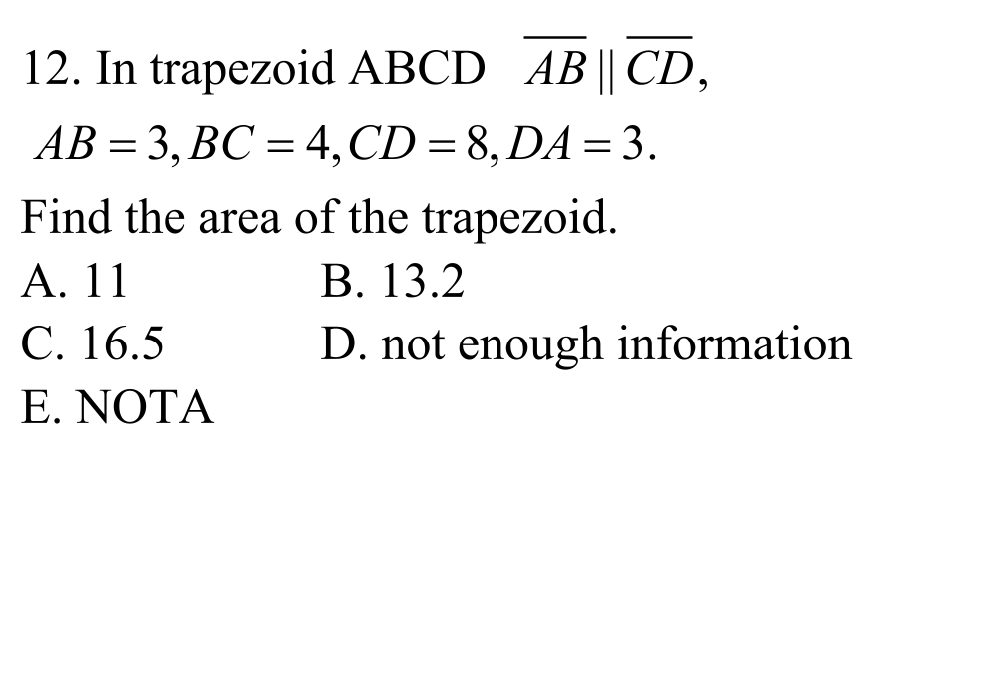 12. In trapezoid ABCD $\overline{AB} \parallel \overline{CD}$,
$AB = 3, BC = 4, CD = 8, DA = 3.$
Find the area of the trapezoid.
A. 11 B. 13.2
C. 16.5 D. not enough information
E. NOTA